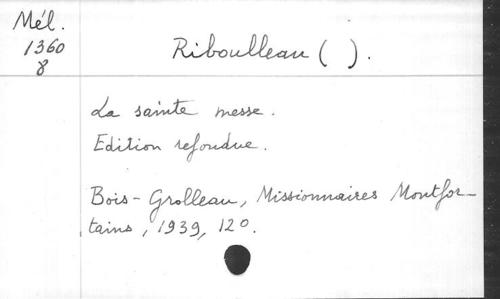 Mél.
1360
8
Riboulleau ( ).
La sainte messe.
Edition refondue.
Bois-Grolleau, Missionnaires Montfor-
tains, 1939, 12°.